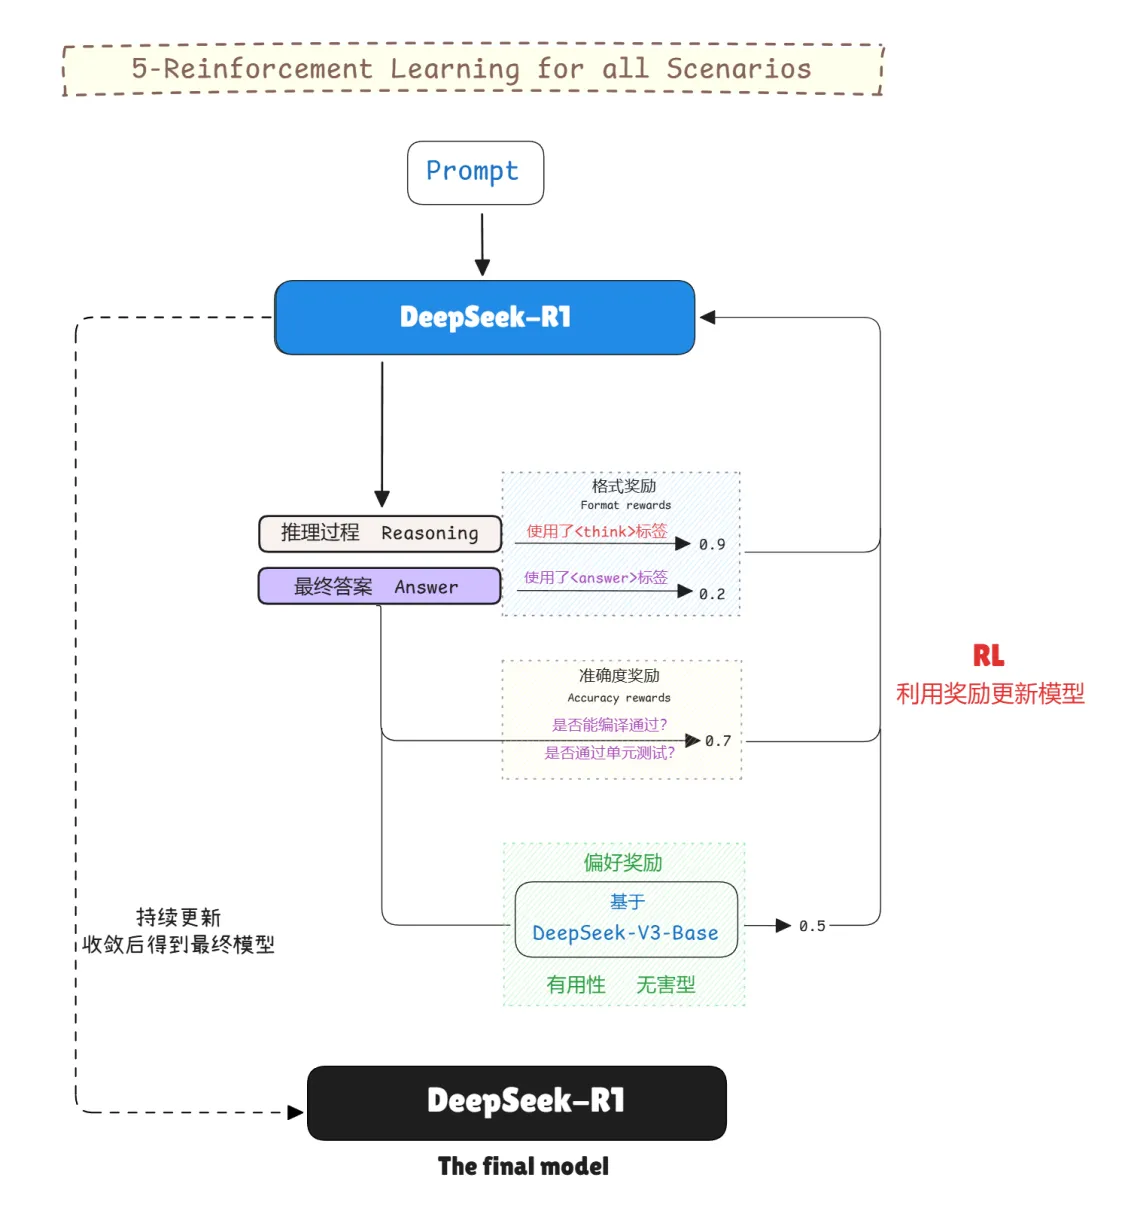 5-Reinforcement Learning for all Scenarios
Prompt
DeepSeek-R1
格式奖励
Format rewards
推理过程 Reasoning
使用了<think>标签
0.9
最终答案 Answer
使用了<answer>标签
0.2
准确度奖励
Accuracy rewards
是否能编译通过?
0.7
是否通过单元测试?
RL
利用奖励更新模型
偏好奖励
基于
DeepSeek-V3-Base
0.5
有用性 无害型
持续更新
收敛后得到最终模型
DeepSeek-R1
The final model